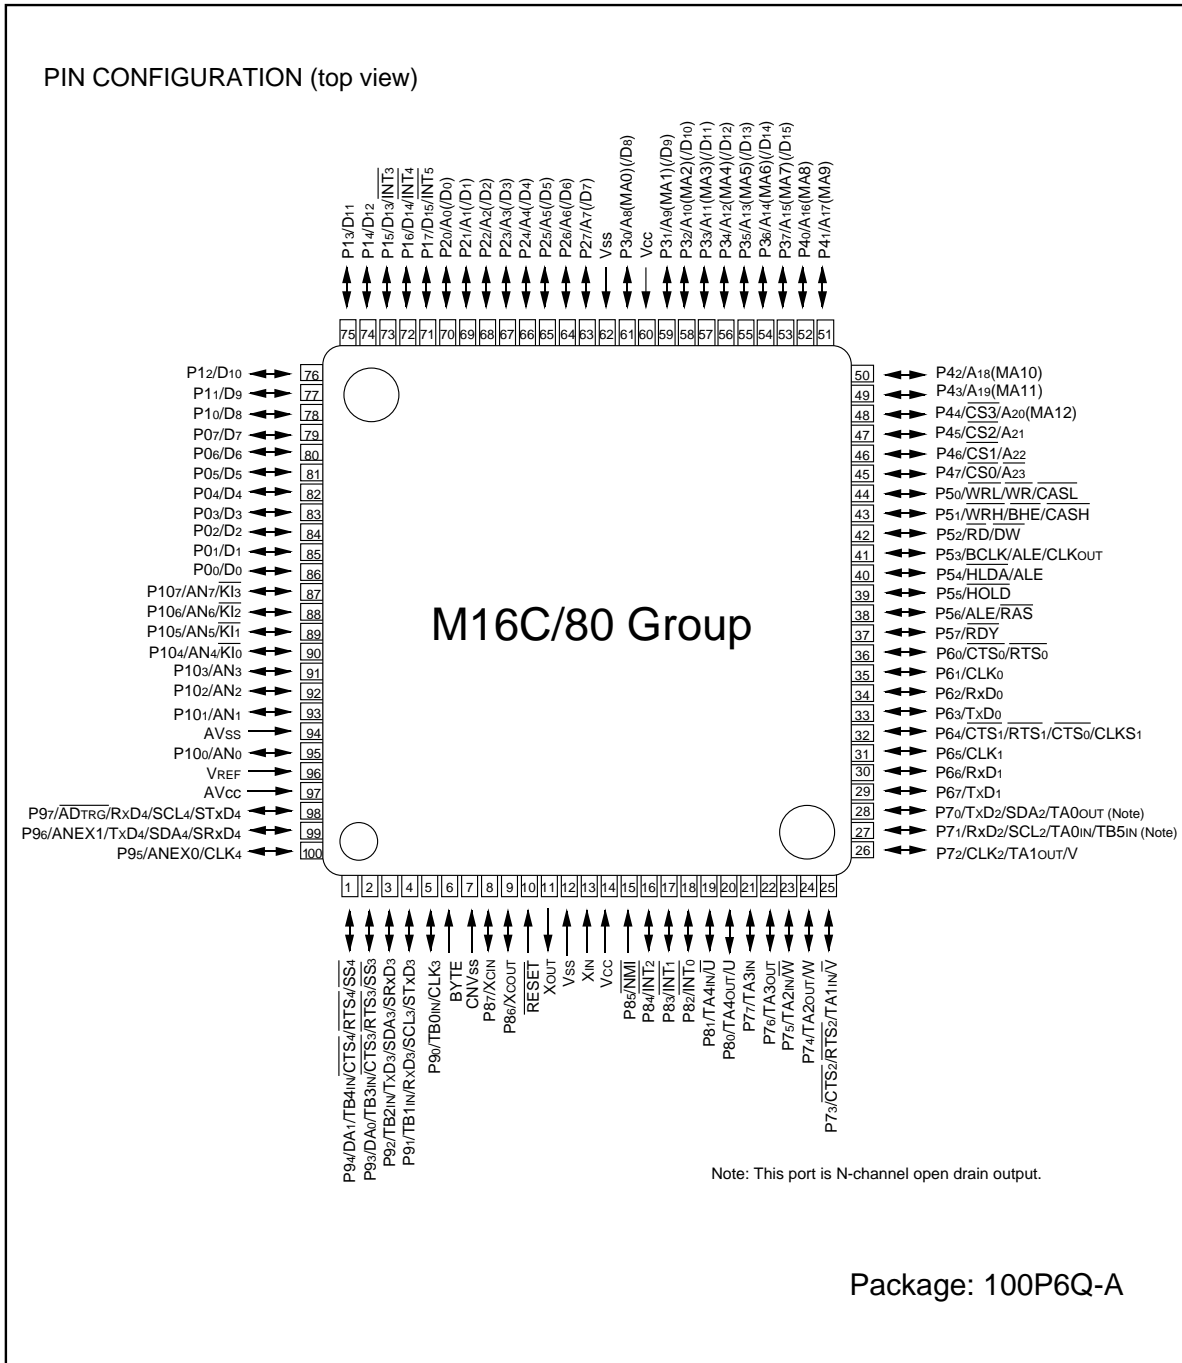 PIN CONFIGURATION (top view)
P13/D11
P14/D12
P15/D13/INT3
P16/D14/INT4
P17/D15/INT5
P20/A0(/D0)
P21/A1(/D1)
P22/A2(/D2)
P23/A3(/D3)
P24/A4(/D4)
P25/A5(/D5)
P26/A6(/D6)
P27/A7(/D7)
Vss
P30/A8(MA0)(/D8)
Vcc
P31/A9(MA1)(/D9)
P32/A10(MA2)(/D10)
P33/A11(MA3)(/D11)
P34/A12(MA4)(/D12)
P35/A13(MA5)(/D13)
P36/A14(MA6)(/D14)
P37/A15(MA7)(/D15)
P40/A16(MA8)
P41/A17(MA9)
75 74 73 72 71 70 69 68 67 66 65 64 63 62 61 60 59 58 57 56 55 54 53 52 51
P12/D10 76
P11/D9 77
P10/D8 78
P07/D7 79
P06/D6 80
P05/D5 81
P04/D4 82
P03/D3 83
P02/D2 84
P01/D1 85
P00/D0 86
P107/AN7/KI3 87
P106/AN6/KI2 88
P105/AN5/KI1 89
P104/AN4/KI0 90
P103/AN3 91
P102/AN2 92
P101/AN1 93
AVSS 94
P100/AN0 95
VREF 96
AVcc 97
P97/ADTRG/RxD4/SCL4/STxD4 98
P96/ANEX1/TxD4/SDA4/SRxD4 99
P95/ANEX0/CLK4 100
M16C/80 Group
50 P42/A18(MA10)
49 P43/A19(MA11)
48 P44/CS3/A20(MA12)
47 P45/CS2/A21
46 P46/CS1/A22
45 P47/CS0/A23
44 P50/WRL/WR/CASL
43 P51/WRH/BHE/CASH
42 P52/RD/DW
41 P53/BCLK/ALE/CLKOUT
40 P54/HLDA/ALE
39 P55/HOLD
38 P56/ALE/RAS
37 P57/RDY
36 P60/CTS0/RTS0
35 P61/CLK0
34 P62/RxD0
33 P63/TxD0
32 P64/CTS1/RTS1/CTS0/CLKS1
31 P65/CLK1
30 P66/RxD1
29 P67/TxD1
28 P70/TxD2/SDA2/TA0OUT (Note)
27 P71/RxD2/SCL2/TA0IN/TB5IN (Note)
26 P72/CLK2/TA1OUT/V
1 2 3 4 5 6 7 8 9 10 11 12 13 14 15 16 17 18 19 20 21 22 23 24 25
P94/DA1/TB4IN/CTS4/RTS4/SS4
P93/DA0/TB3IN/CTS3/RTS3/SS3
P92/TB2IN/TxD3/SDA3/SRxD3
P91/TB1IN/RxD3/SCL3/STxD3
P90/TB0IN/CLK3
BYTE
CNVss
P87/XCIN
P86/XCOUT
RESET
XOUT
VSS
XIN
VCC
P85/NMI
P84/INT2
P83/INT1
P82/INT0
P81/TA4IN/U
P80/TA4OUT/U
P77/TA3IN
P76/TA3OUT
P75/TA2IN/W
P74/TA2OUT/W
P73/CTS2/RTS2/TA1IN/V
Note: This port is N-channel open drain output.
Package: 100P6Q-A